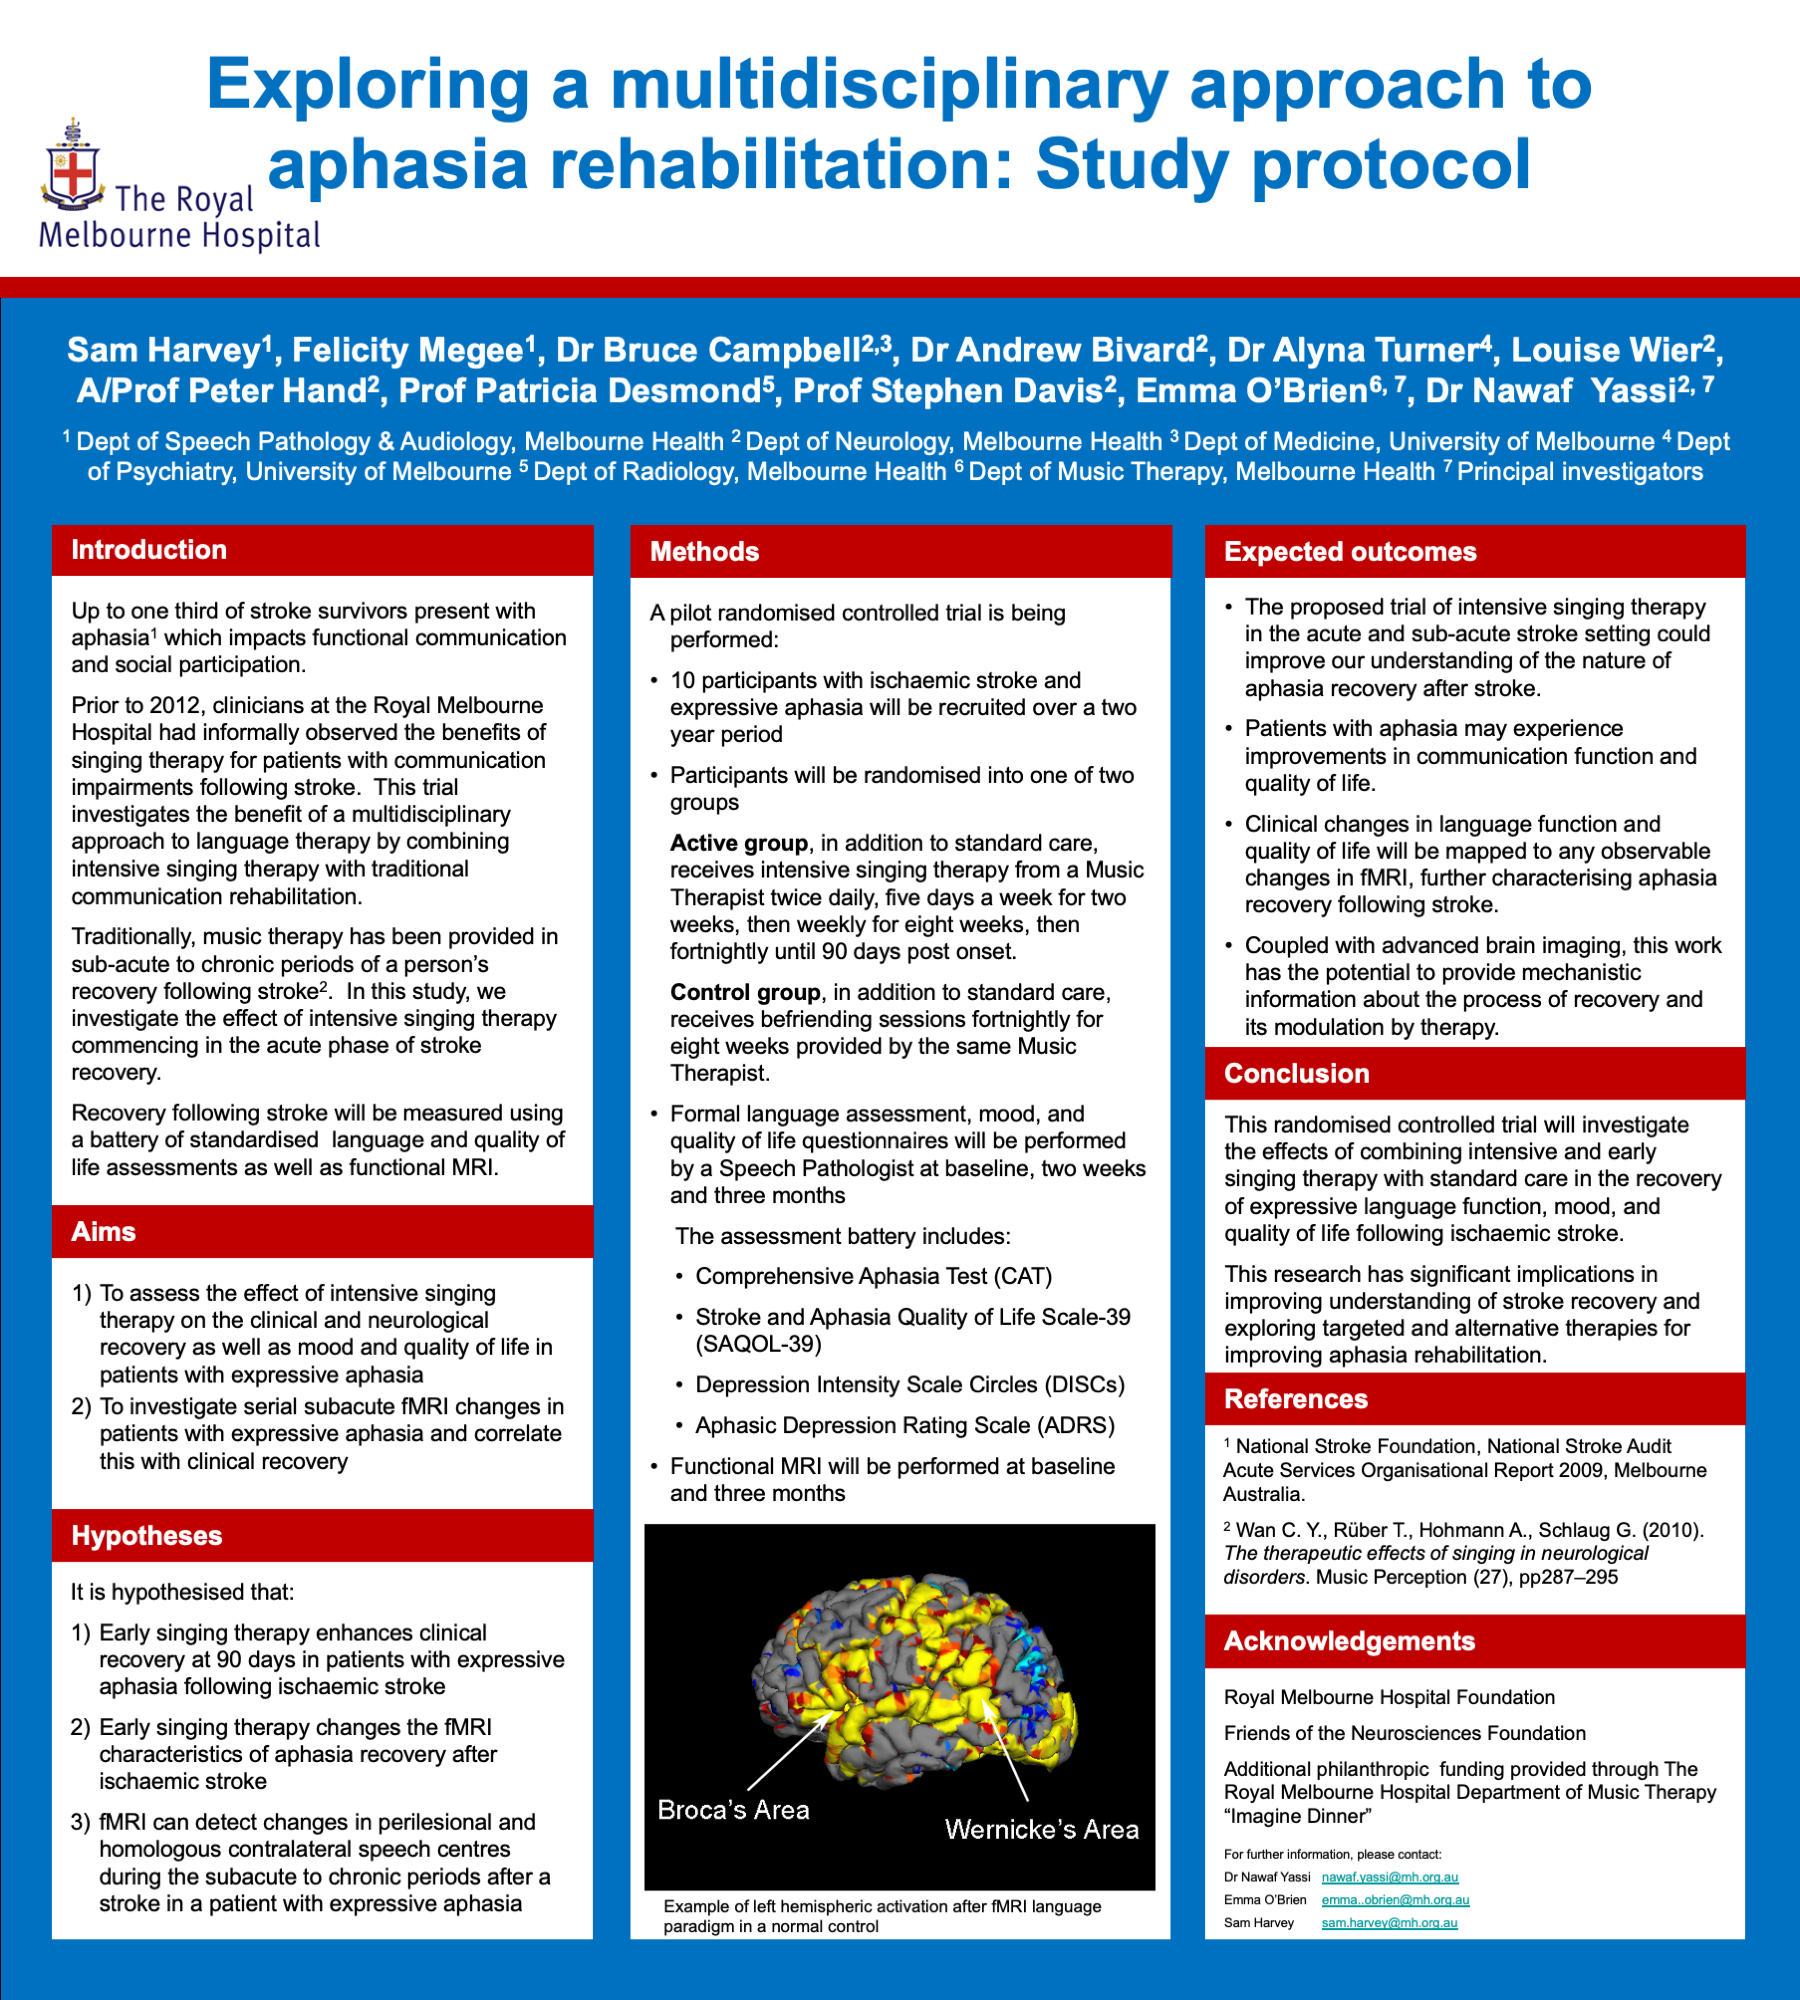 Exploring a multidisciplinary approach to
aphasia rehabilitation: Study protocol
The Royal
Melbourne Hospital
Sam Harvey¹, Felicity Megee¹, Dr Bruce Campbell²,³, Dr Andrew Bivard², Dr Alyna Turner⁴, Louise Wier²,
A/Prof Peter Hand², Prof Patricia Desmond⁵, Prof Stephen Davis², Emma O’Brien⁶, ⁷, Dr Nawaf  Yassi², ⁷
¹ Dept of Speech Pathology & Audiology, Melbourne Health ² Dept of Neurology, Melbourne Health ³ Dept of Medicine, University of Melbourne ⁴ Dept
of Psychiatry, University of Melbourne ⁵ Dept of Radiology, Melbourne Health ⁶ Dept of Music Therapy, Melbourne Health ⁷ Principal investigators
Introduction
Up to one third of stroke survivors present with
aphasia¹ which impacts functional communication
and social participation.
Prior to 2012, clinicians at the Royal Melbourne
Hospital had informally observed the benefits of
singing therapy for patients with communication
impairments following stroke.  This trial
investigates the benefit of a multidisciplinary
approach to language therapy by combining
intensive singing therapy with traditional
communication rehabilitation.
Traditionally, music therapy has been provided in
sub-acute to chronic periods of a person’s
recovery following stroke².  In this study, we
investigate the effect of intensive singing therapy
commencing in the acute phase of stroke
recovery.
Recovery following stroke will be measured using
a battery of standardised  language and quality of
life assessments as well as functional MRI.
Aims
1) To assess the effect of intensive singing
therapy on the clinical and neurological
recovery as well as mood and quality of life in
patients with expressive aphasia
2) To investigate serial subacute fMRI changes in
patients with expressive aphasia and correlate
this with clinical recovery
Hypotheses
It is hypothesised that:
1) Early singing therapy enhances clinical
recovery at 90 days in patients with expressive
aphasia following ischaemic stroke
2) Early singing therapy changes the fMRI
characteristics of aphasia recovery after
ischaemic stroke
3) fMRI can detect changes in perilesional and
homologous contralateral speech centres
during the subacute to chronic periods after a
stroke in a patient with expressive aphasia
Methods
A pilot randomised controlled trial is being
performed:
• 10 participants with ischaemic stroke and
expressive aphasia will be recruited over a two
year period
• Participants will be randomised into one of two
groups
Active group, in addition to standard care,
receives intensive singing therapy from a Music
Therapist twice daily, five days a week for two
weeks, then weekly for eight weeks, then
fortnightly until 90 days post onset.
Control group, in addition to standard care,
receives befriending sessions fortnightly for
eight weeks provided by the same Music
Therapist.
• Formal language assessment, mood, and
quality of life questionnaires will be performed
by a Speech Pathologist at baseline, two weeks
and three months
The assessment battery includes:
• Comprehensive Aphasia Test (CAT)
• Stroke and Aphasia Quality of Life Scale-39
(SAQOL-39)
• Depression Intensity Scale Circles (DISCs)
• Aphasic Depression Rating Scale (ADRS)
• Functional MRI will be performed at baseline
and three months
Broca’s Area
Wernicke’s Area
Example of left hemispheric activation after fMRI language
paradigm in a normal control
Expected outcomes
• The proposed trial of intensive singing therapy
in the acute and sub-acute stroke setting could
improve our understanding of the nature of
aphasia recovery after stroke.
• Patients with aphasia may experience
improvements in communication function and
quality of life.
• Clinical changes in language function and
quality of life will be mapped to any observable
changes in fMRI, further characterising aphasia
recovery following stroke.
• Coupled with advanced brain imaging, this work
has the potential to provide mechanistic
information about the process of recovery and
its modulation by therapy.
Conclusion
This randomised controlled trial will investigate
the effects of combining intensive and early
singing therapy with standard care in the recovery
of expressive language function, mood, and
quality of life following ischaemic stroke.
This research has significant implications in
improving understanding of stroke recovery and
exploring targeted and alternative therapies for
improving aphasia rehabilitation.
References
¹ National Stroke Foundation, National Stroke Audit
Acute Services Organisational Report 2009, Melbourne
Australia.
² Wan C. Y., Rüber T., Hohmann A., Schlaug G. (2010).
The therapeutic effects of singing in neurological
disorders. Music Perception (27), pp287–295
Acknowledgements
Royal Melbourne Hospital Foundation
Friends of the Neurosciences Foundation
Additional philanthropic  funding provided through The
Royal Melbourne Hospital Department of Music Therapy
“Imagine Dinner”
For further information, please contact:
Dr Nawaf Yassi nawaf.yassi@mh.org.au
Emma O’Brien emma..obrien@mh.org.au
Sam Harvey sam.harvey@mh.org.au